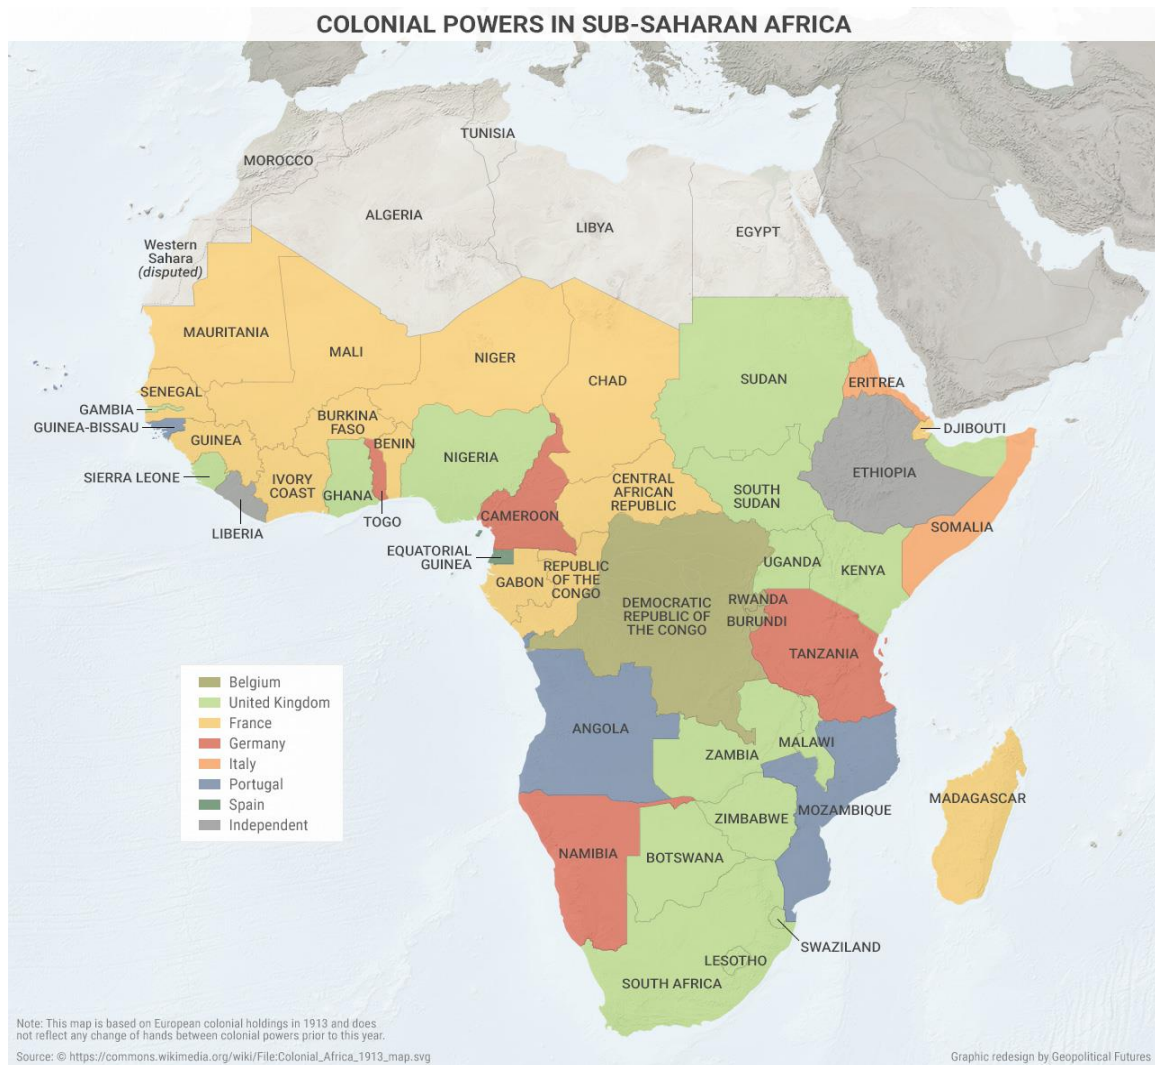 COLONIAL POWERS IN SUB-SAHARAN AFRICA
TUNISIA
MOROCCO
ALGERIA
LIBYA
EGYPT
Western
Sahara
(disputed)
MAURITANIA
MALI
NIGER
CHAD
SUDAN
ERITREA
SENEGAL
GAMBIA
GUINEA-BISSAU
GUINEA
BURKINA
FASO
BENIN
NIGERIA
DJIBOUTI
ETHIOPIA
SIERRA LEONE
IVORY
COAST
GHANA
TOGO
LIBERIA
CENTRAL
AFRICAN
REPUBLIC
SOUTH
SUDAN
CAMEROON
SOMALIA
EQUATORIAL
GUINEA
GABON
REPUBLIC
OF THE
CONGO
UGANDA
KENYA
DEMOCRATIC
REPUBLIC OF
THE CONGO
RWANDA
BURUNDI
TANZANIA
Belgium
United Kingdom
France
Germany
Italy
Portugal
Spain
Independent
ANGOLA
ZAMBIA
MALAWI
MOZAMBIQUE
MADAGASCAR
ZIMBABWE
NAMIBIA
BOTSWANA
SWAZILAND
LESOTHO
SOUTH AFRICA
Note: This map is based on European colonial holdings in 1913 and does
not reflect any change of hands between colonial powers prior to this year.
Source: © https://commons.wikimedia.org/wiki/File:Colonial_Africa_1913_map.svg
Graphic redesign by Geopolitical Futures